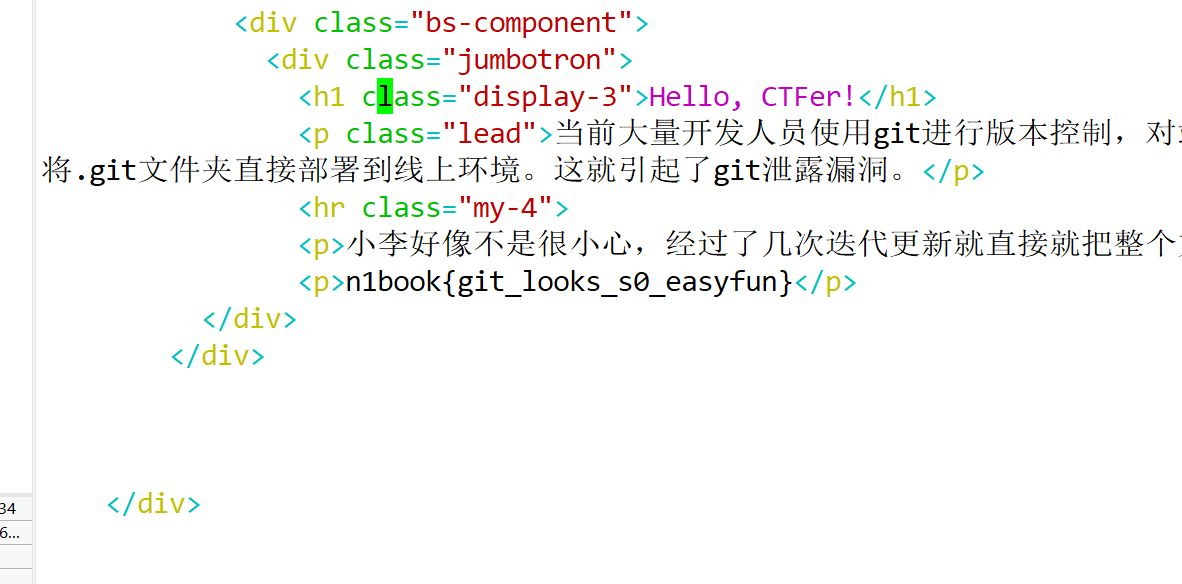 <div class="bs-component">
<div class="jumbotron">
<h1 class="display-3">Hello, CTFer!</h1>
<p class="lead">当前大量开发人员使用git进行版本控制，对
将.git文件夹直接部署到线上环境。这就引起了git泄露漏洞。</p>
<hr class="my-4">
<p>小李好像不是很小心，经过了几次迭代更新就直接就把整个
<p>n1book{git_looks_s0_easyfun}</p>
</div>
</div>
</div>
34
6...